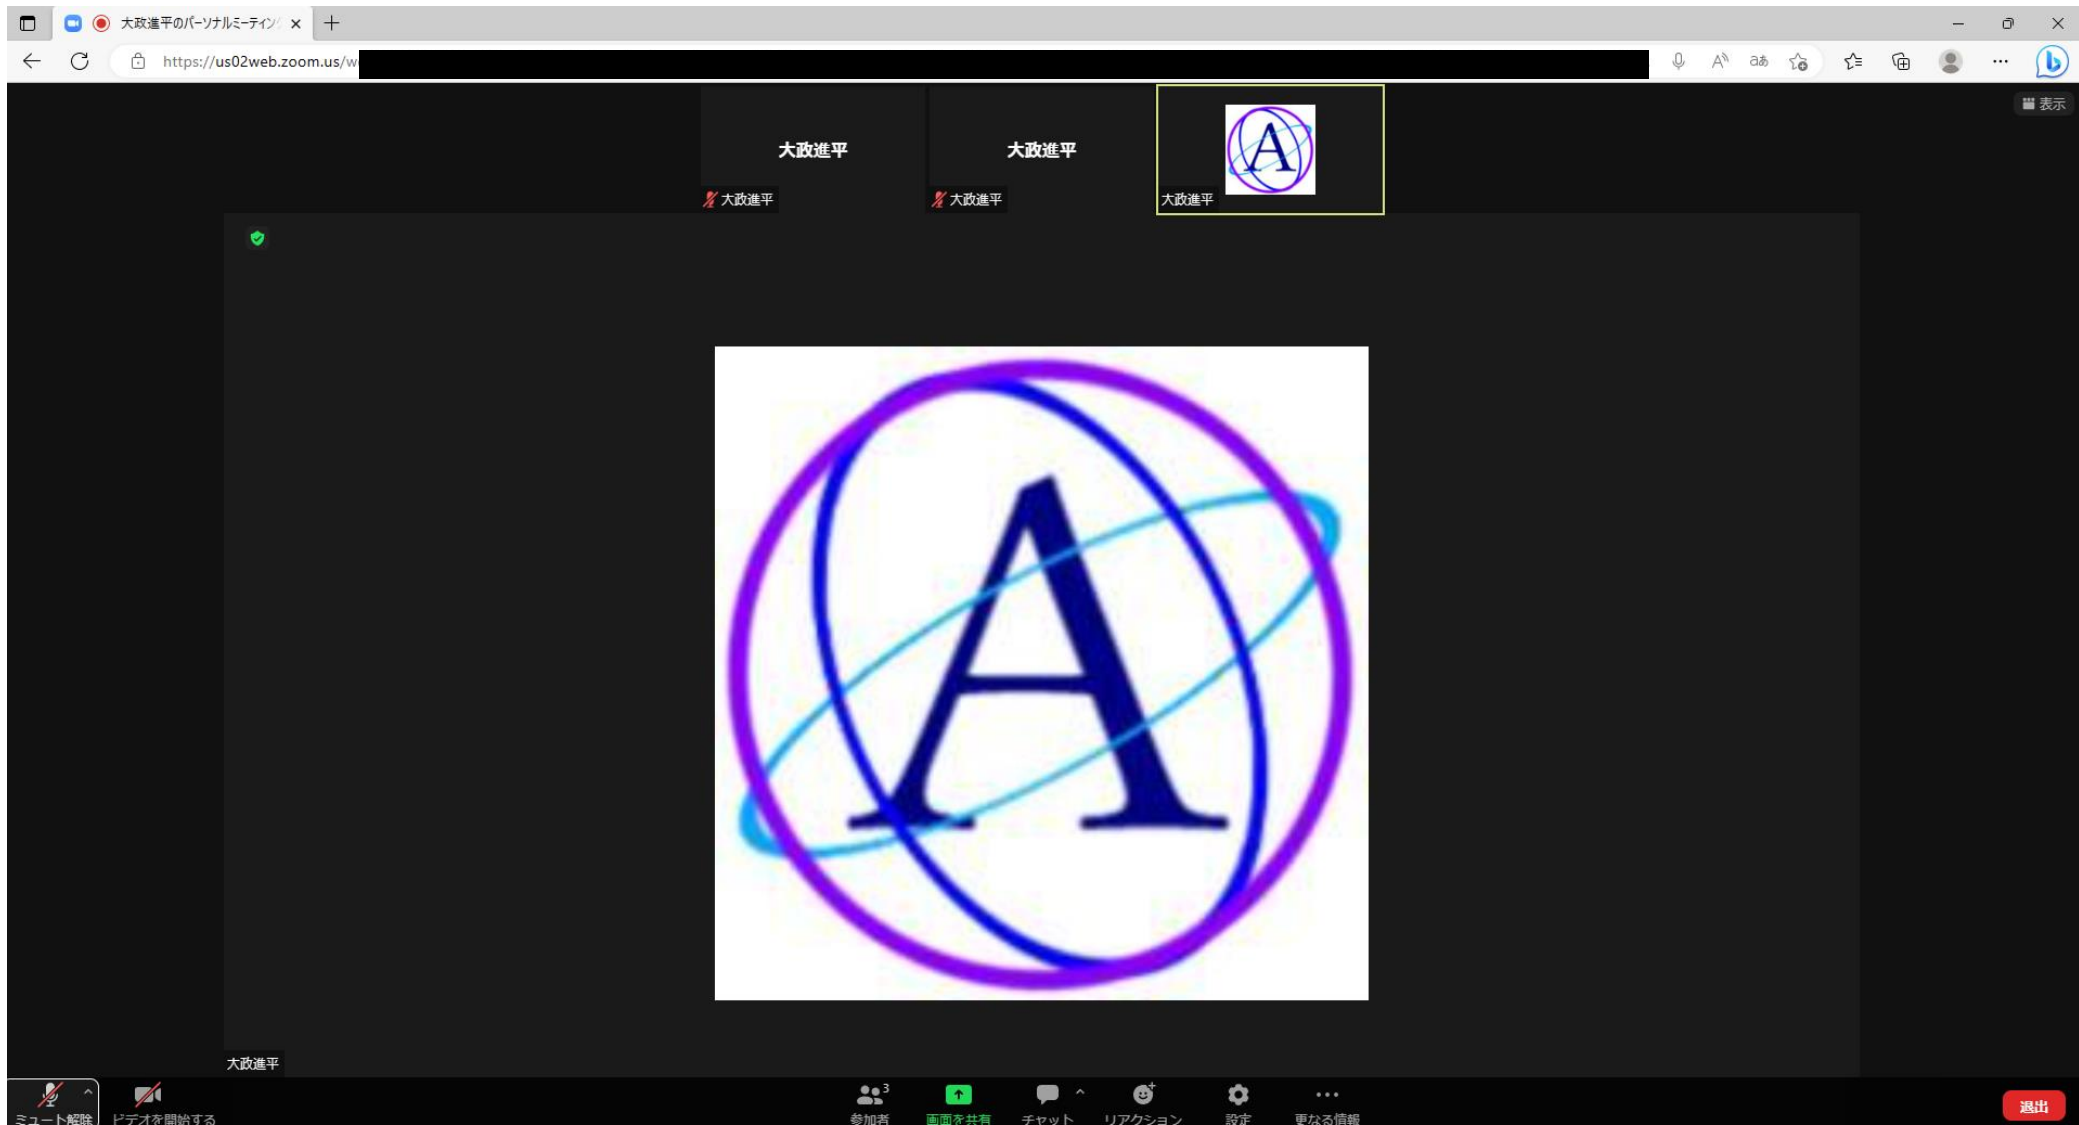 大政進平のパーソナルミーティング
https://us02web.zoom.us/w
表示
大政進平
大政進平
大政進平
大政進平
大政進平
A
A
大政進平
3
ミュート解除
ビデオを開始する
参加者
画面を共有
チャット
リアクション
設定
更なる情報
退出